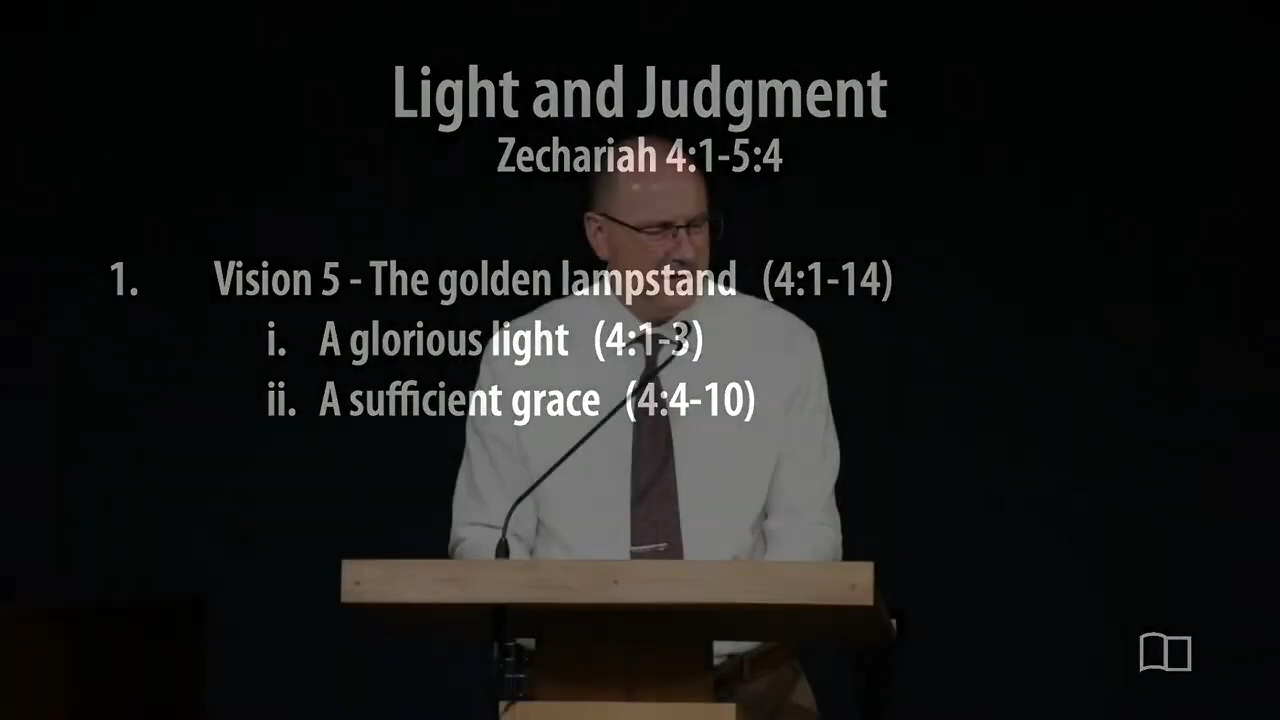 Light and Judgment
Zechariah 4:1-5:4
1. Vision 5 - The golden lampstand (4:1-14)
i. A glorious light (4:1-3)
ii. A sufficient grace (4:4-10)